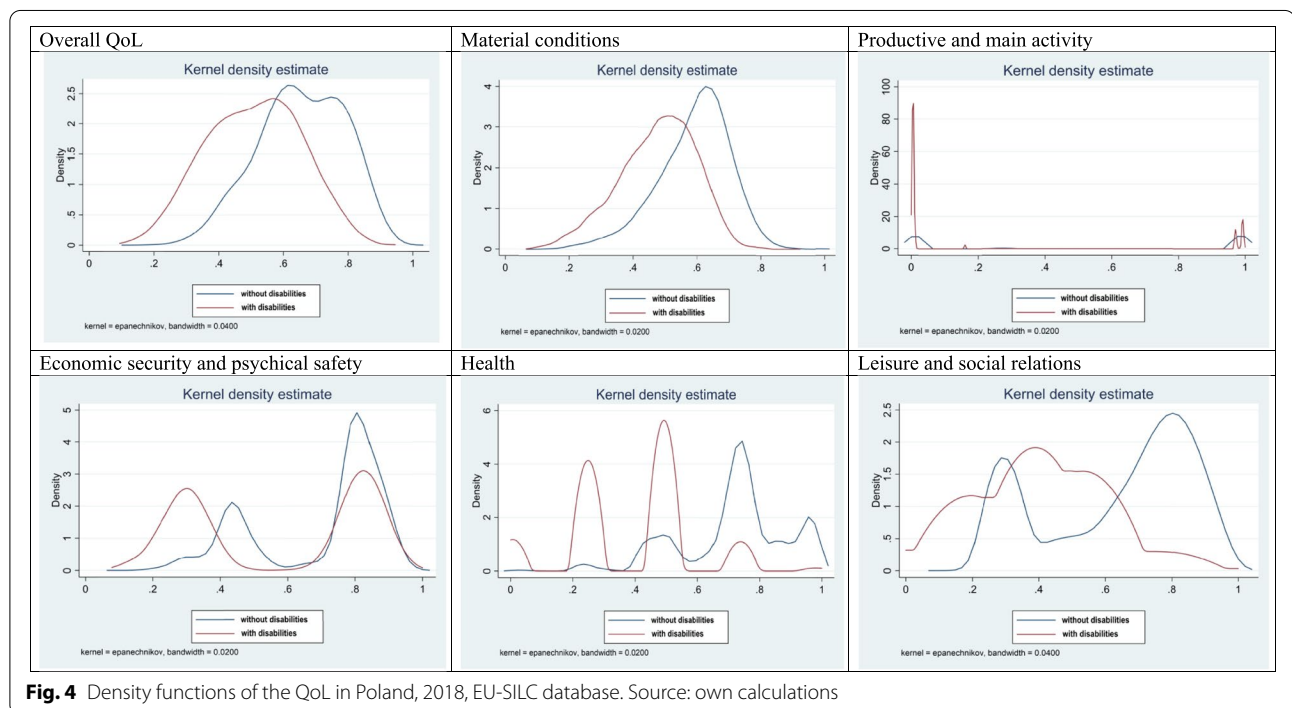 Overall QoL
Kernel density estimate
Density
2.5
2
1.5
1
.5
0
0 .2 .4 .6 .8 1
without disabilities
with disabilities
kernel = epanechnikov, bandwidth = 0.0400
Material conditions
Kernel density estimate
Density
4
3
2
1
0
0 .2 .4 .6 .8 1
without disabilities
with disabilities
kernel = epanechnikov, bandwidth = 0.0200
Productive and main activity
Kernel density estimate
Density
100
80
60
40
20
0
0 .2 .4 .6 .8 1
without disabilities
with disabilities
kernel = epanechnikov, bandwidth = 0.0200
Economic security and psychical safety
Kernel density estimate
Density
5
4
3
2
1
0
0 .2 .4 .6 .8 1
without disabilities
with disabilities
kernel = epanechnikov, bandwidth = 0.0200
Health
Kernel density estimate
Density
6
4
2
0
0 .2 .4 .6 .8 1
without disabilities
with disabilities
kernel = epanechnikov, bandwidth = 0.0200
Leisure and social relations
Kernel density estimate
Density
2.5
2
1.5
1
.5
0
0 .2 .4 .6 .8 1
without disabilities
with disabilities
kernel = epanechnikov, bandwidth = 0.0400
Fig. 4 Density functions of the QoL in Poland, 2018, EU-SILC database. Source: own calculations